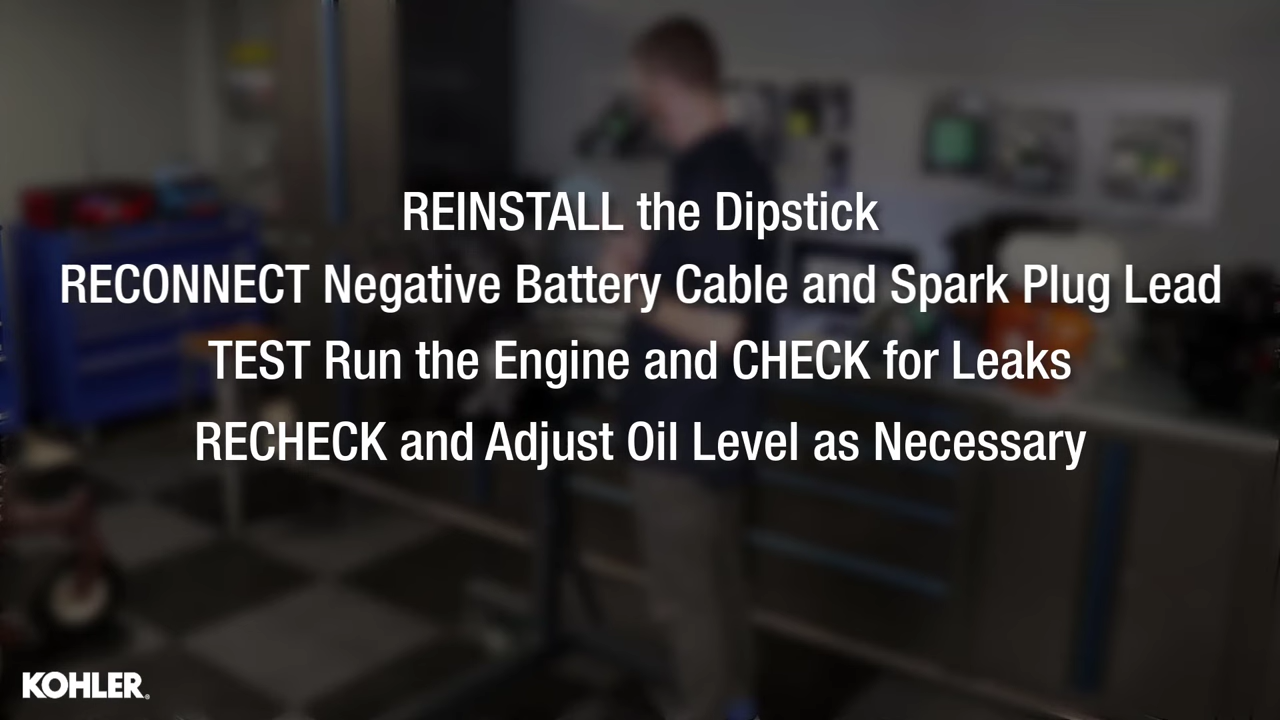 REINSTALL the Dipstick
RECONNECT Negative Battery Cable and Spark Plug Lead
TEST Run the Engine and CHECK for Leaks
RECHECK and Adjust Oil Level as Necessary
KOHLER®